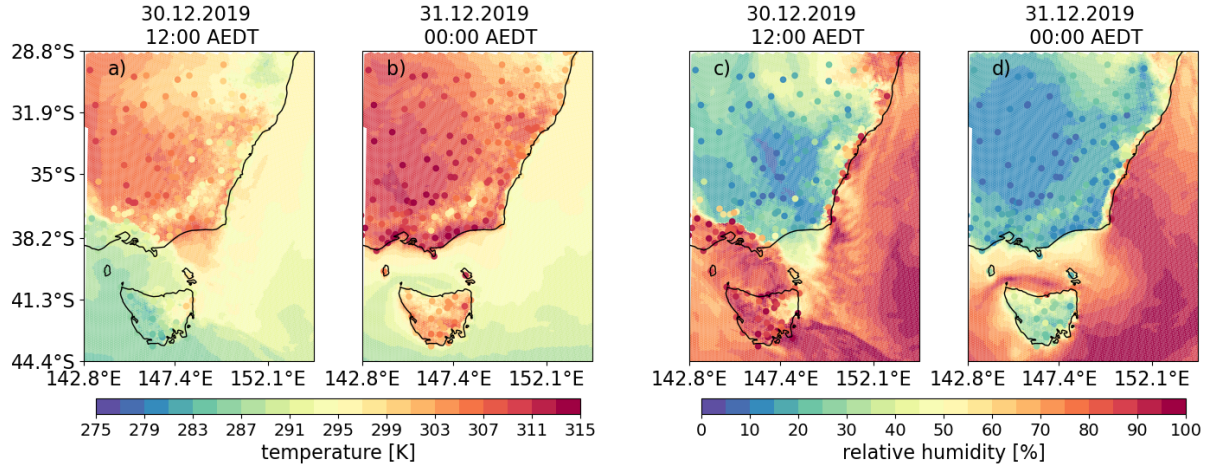 30.12.2019
12:00 AEDT
31.12.2019
00:00 AEDT
30.12.2019
12:00 AEDT
31.12.2019
00:00 AEDT
a)
b)
c)
d)
28.8°S
31.9°S
35°S
38.2°S
41.3°S
44.4°S
142.8°E 147.4°E 152.1°E
142.8°E 147.4°E 152.1°E
142.8°E 147.4°E 152.1°E
142.8°E 147.4°E 152.1°E
275 279 283 287 291 295 299 303 307 311 315
temperature [K]
0 10 20 30 40 50 60 70 80 90 100
relative humidity [%]